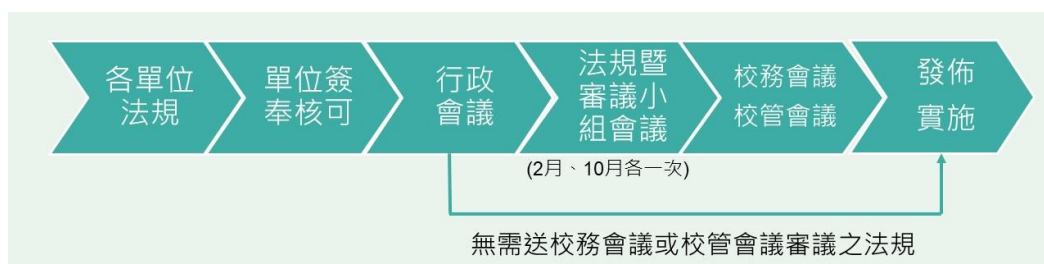 各單位
法規
單位簽
奉核可
行政
會議
法規暨
審議小
組會議
校務會議
校管會議
發佈
實施
(2月、10月各一次)
無需送校務會議或校管會議審議之法規